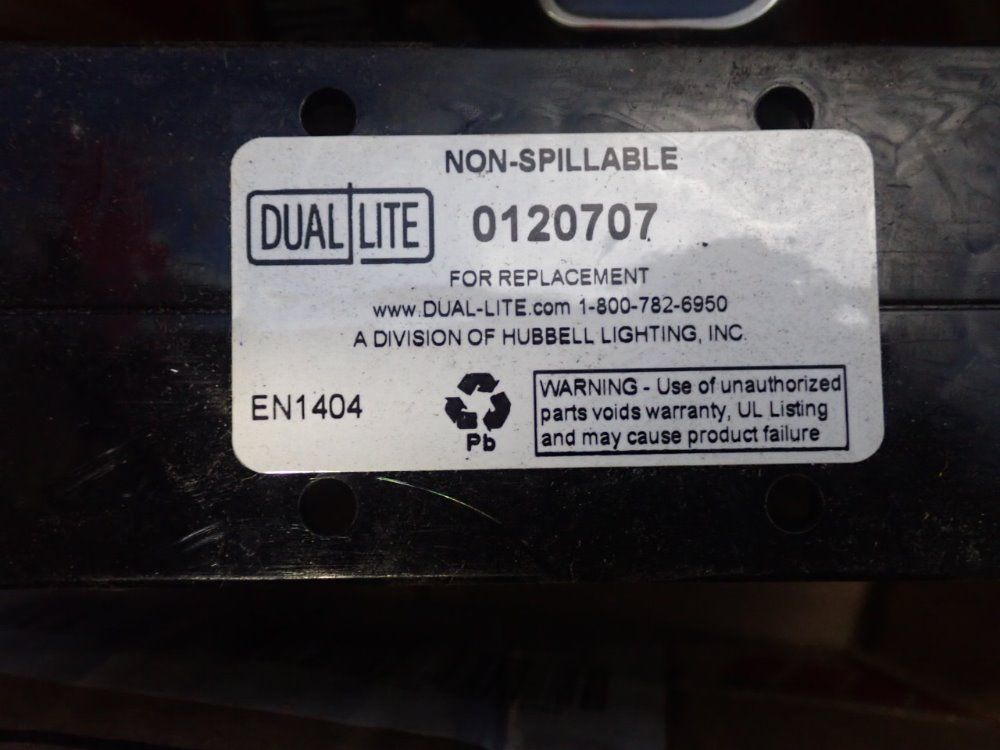 NON-SPILLABLE
DUAL LITE
0120707
FOR REPLACEMENT
www.DUAL-LITE.com 1-800-782-6950
A DIVISION OF HUBBELL LIGHTING, INC.
EN1404
Pb
WARNING - Use of unauthorized
parts voids warranty, UL Listing
and may cause product failure